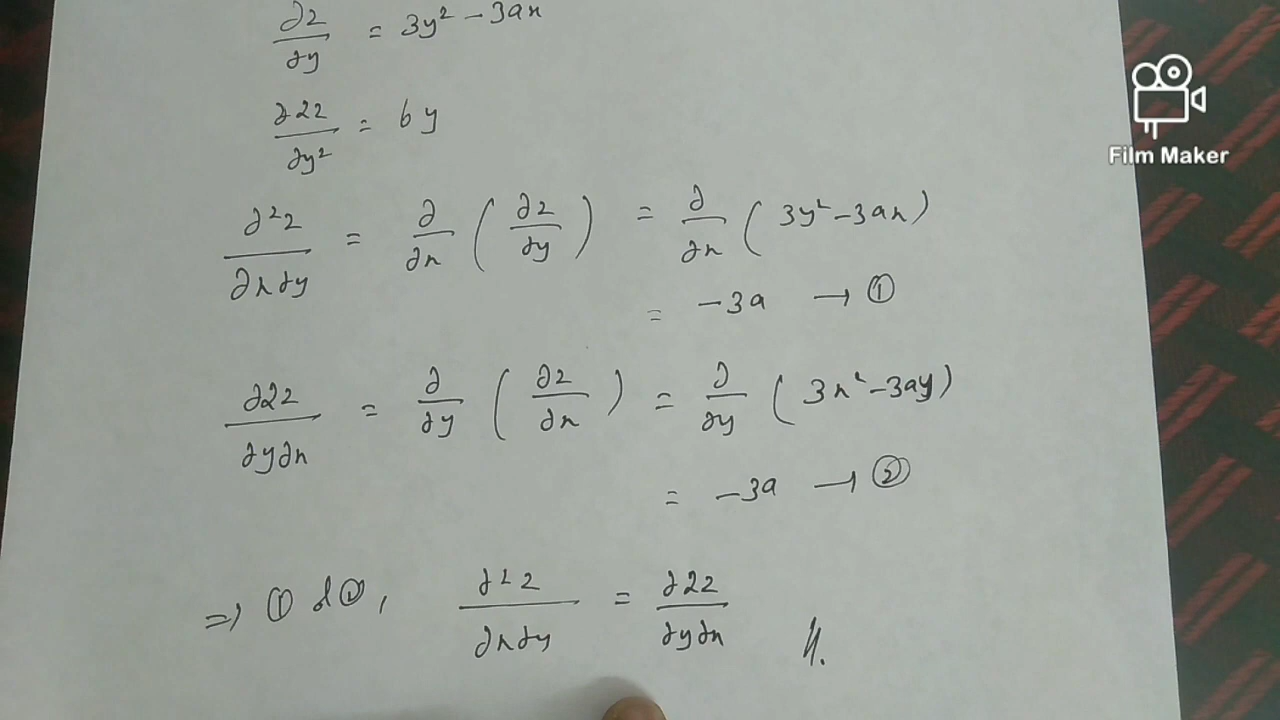 ∂z/∂y = 3y² - 3ax
∂²z/∂y² = 6y
∂²z/∂x∂y = ∂/∂x (∂z/∂y) = ∂/∂x (3y² - 3ax)
= -3a → ①
∂²z/∂y∂x = ∂/∂y (∂z/∂x) = ∂/∂y (3x² - 3ay)
= -3a → ②
⇒ ① & ②, ∂²z/∂x∂y = ∂²z/∂y∂x //.
Film Maker